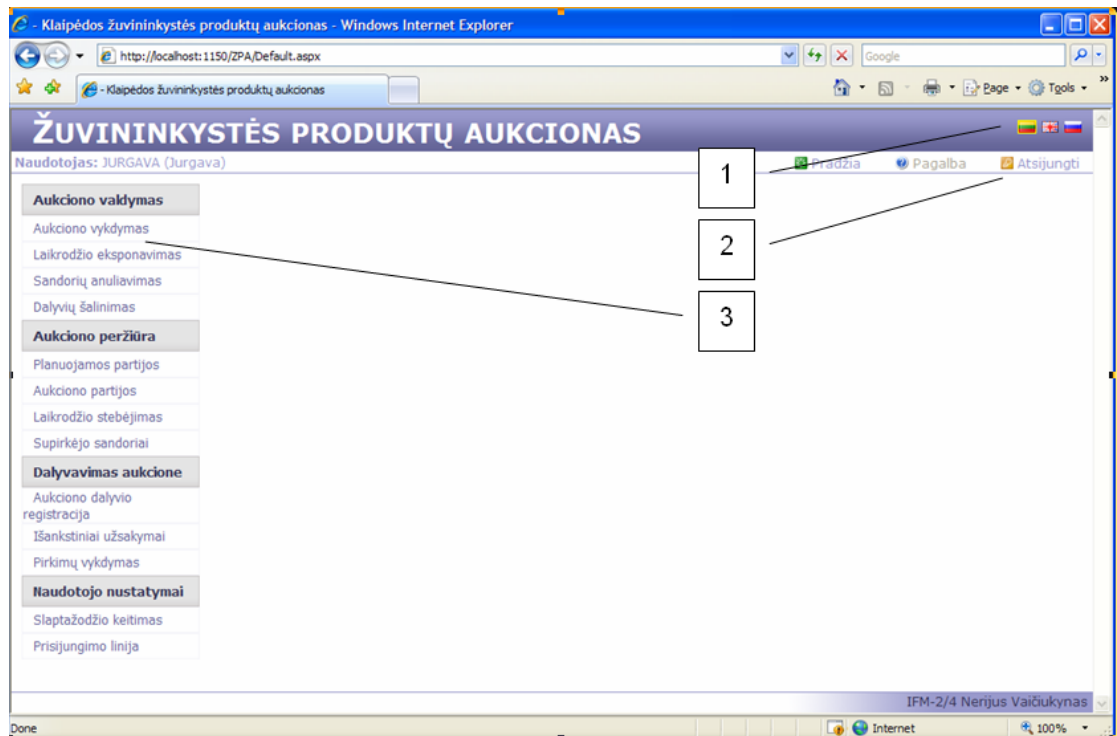 - Klaipėdos žuvininkystės produktų aukcionas - Windows Internet Explorer
http://localhost:1150/ZPA/Default.aspx
Google
- Klaipėdos žuvininkystės produktų aukcionas
Page
Tools
»
ŽUVININKYSTĖS PRODUKTŲ AUKCIONAS
Naudotojas: JURGAVA (Jurgava)
Pradžia
Pagalba
Atsijungti
1
2
3
Aukciono valdymas
Aukciono vykdymas
Laikrodžio eksponavimas
Sandorių anuliavimas
Dalyvių šalinimas
Aukciono peržiūra
Planuojamos partijos
Aukciono partijos
Laikrodžio stebėjimas
Supirkėjo sandoriai
Dalyvavimas aukcione
Aukciono dalyvio
registracija
Išankstiniai užsakymai
Pirkimų vykdymas
Naudotojo nustatymai
Slaptažodžio keitimas
Prisijungimo linija
IFM-2/4 Nerijus Vaičiukynas
Done
Internet
100%